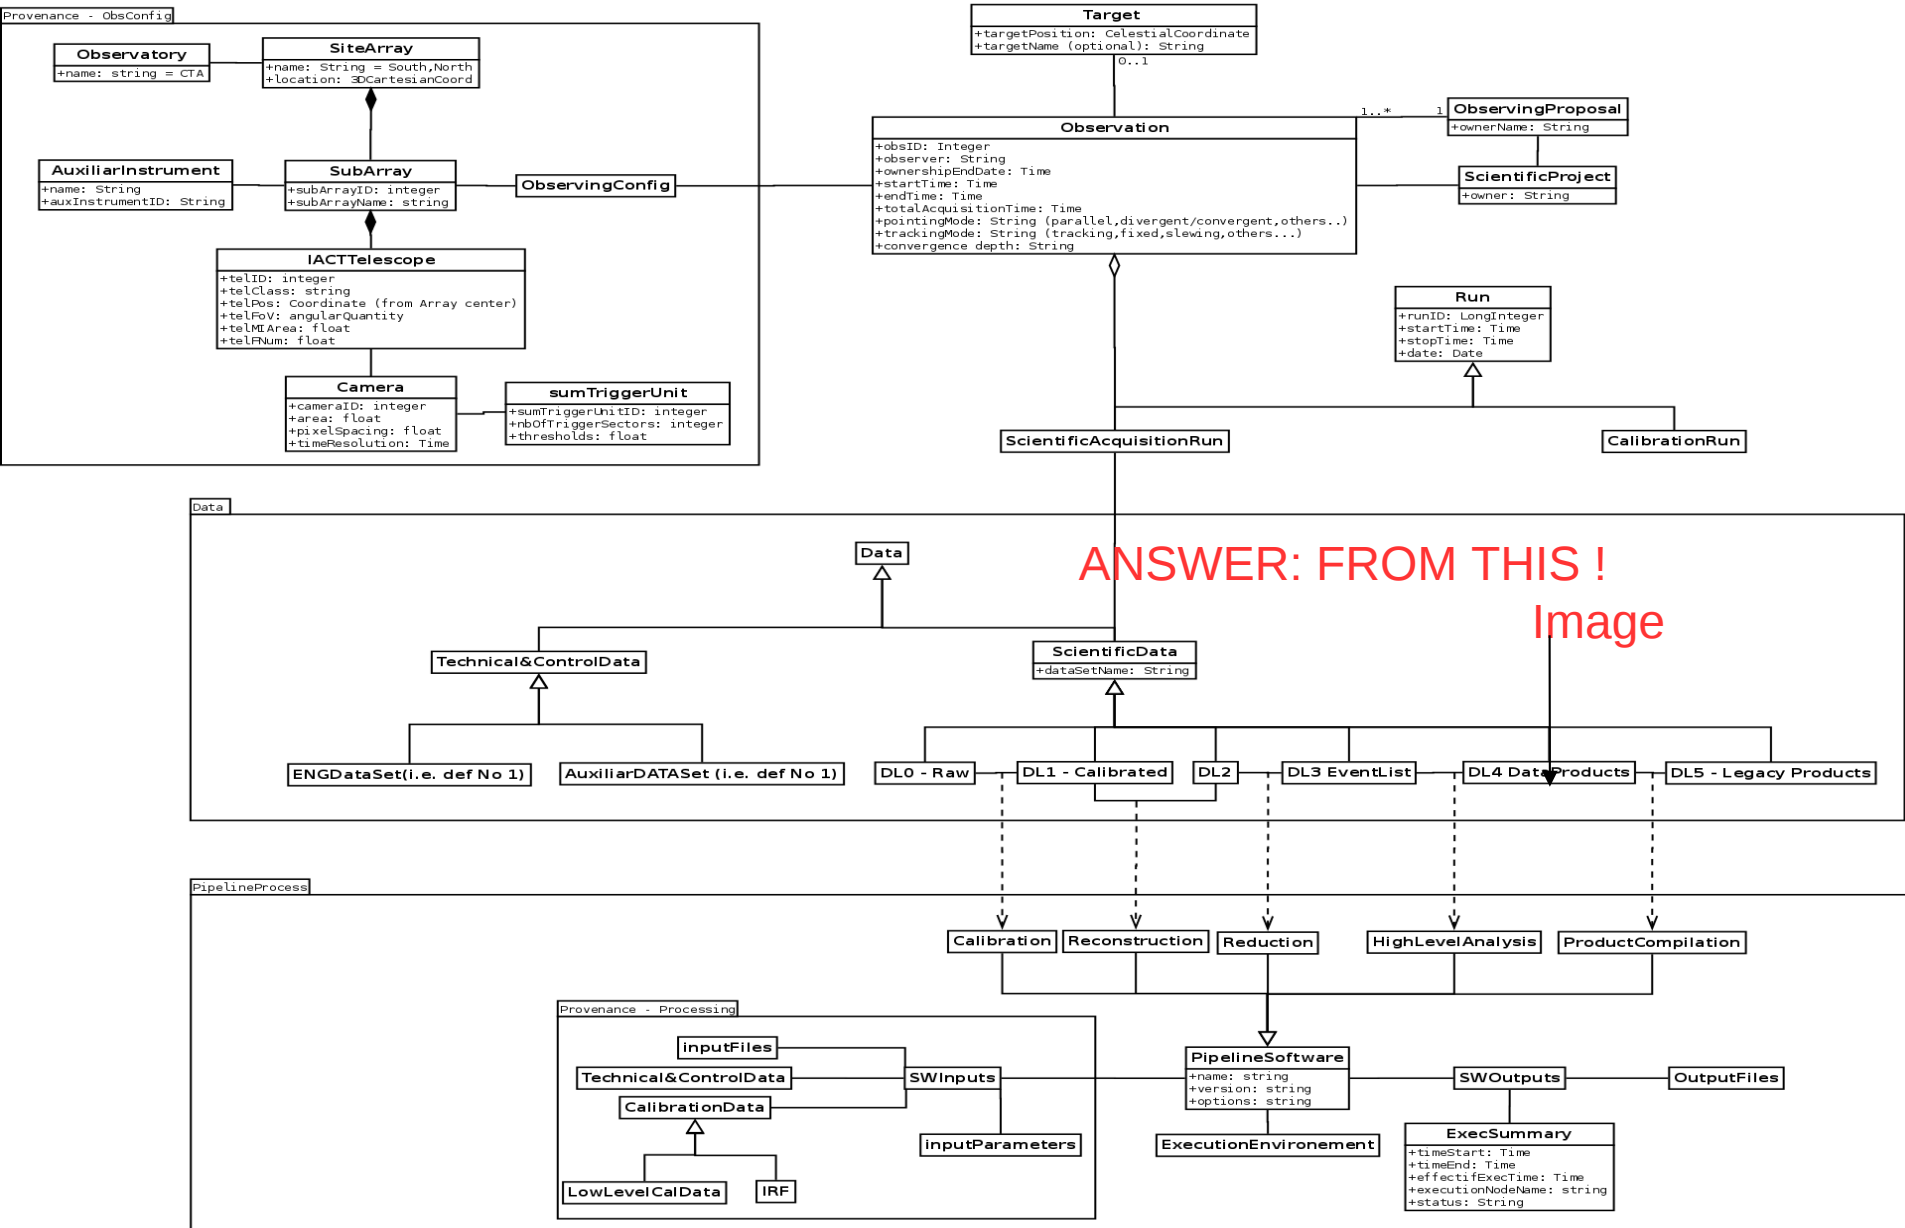 Provenance - ObsConfig
Observatory
+name: string = CTA
SiteArray
+name: String = South,North
+location: 3DCartesianCoord
AuxiliarInstrument
+name: String
+auxInstrumentID: String
SubArray
+subArrayID: integer
+subArrayName: string
ObservingConfig
IACTTelescope
+telID: integer
+telClass: string
+telPos: Coordinate (from Array center)
+telFoV: angularQuantity
+telMIArea: float
+telFNum: float
Camera
+cameraID: integer
+area: float
+pixelSpacing: float
+timeResolution: Time
sumTriggerUnit
+sumTriggerUnitID: integer
+nbOfTriggerSectors: integer
+thresholds: float
Target
+targetPosition: CelestialCoordinate
+targetName (optional): String
0..1
Observation
+obsID: Integer
+observer: String
+ownershipEndDate: Time
+startTime: Time
+endTime: Time
+totalAcquisitionTime: Time
+pointingMode: String (parallel,divergent/convergent,others..)
+trackingMode: String (tracking,fixed,slewing,others...)
+convergence depth: String
1..*
1
ObservingProposal
+ownerName: String
ScientificProject
+owner: String
Run
+runID: LongInteger
+startTime: Time
+stopTime: Time
+date: Date
ScientificAcquisitionRun
CalibrationRun
Data
Data
ANSWER: FROM THIS !
Image
Technical&ControlData
ScientificData
+dataSetName: String
ENGDataSet(i.e. def No 1)
AuxiliarDATASet (i.e. def No 1)
DL0 - Raw
DL1 - Calibrated
DL2
DL3 EventList
DL4 DataProducts
DL5 - Legacy Products
PipelineProcess
Calibration
Reconstruction
Reduction
HighLevelAnalysis
ProductCompilation
Provenance - Processing
inputFiles
Technical&ControlData
CalibrationData
SWInputs
inputParameters
LowLevelCalData
IRF
PipelineSoftware
+name: string
+version: string
+options: string
ExecutionEnvironement
SWOutputs
OutputFiles
ExecSummary
+timeStart: Time
+timeEnd: Time
+effectifExecTime: Time
+executionNodeName: string
+status: String